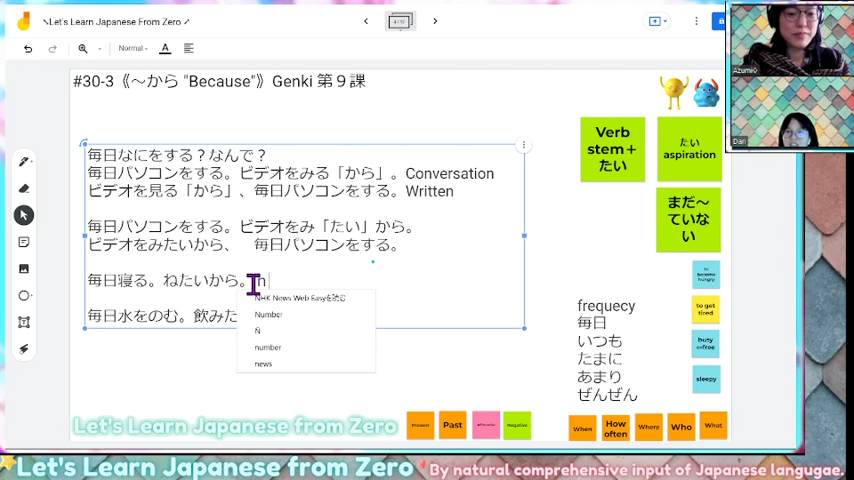 Let's Learn Japanese From Zero
4 / 11
Normal
A
#30-3《～から "Because"》Genki 第９課
毎日なにをする？なんで？
毎日パソコンをする。ビデオをみる「から」。Conversation
ビデオを見る「から」、毎日パソコンをする。Written
毎日パソコンをする。ビデオをみ「たい」から。
ビデオをみたいから、　毎日パソコンをする。
毎日寝る。ねたいから。 n
毎日水をのむ。飲みた
NHK News Web Easyを読む
Number
Ñ
number
news
Verb
stem＋
たい
たい
aspiration
まだ〜
ていな
い
frequecy
毎日
いつも
たまに
あまり
ぜんぜん
to
become
hungry
to get
tired
busy
sleepy
Present
Past
Negative
When
How
often
Where
Who
What
Azumi
Dan
Let's Learn Japanese from Zero
Let's Learn Japanese from Zero
By natural comprehensive input of Japanese langugae.